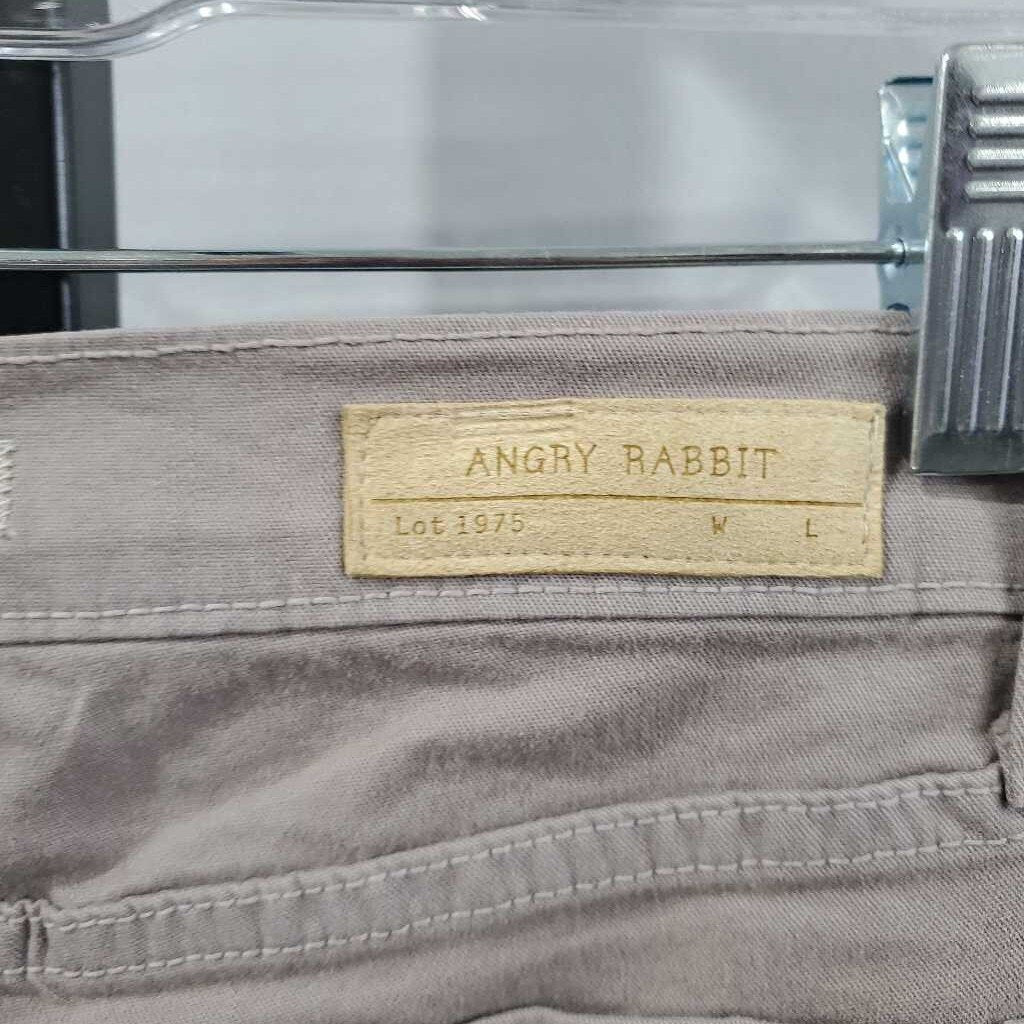 ANGRY RABBIT
Lot 1975 W L